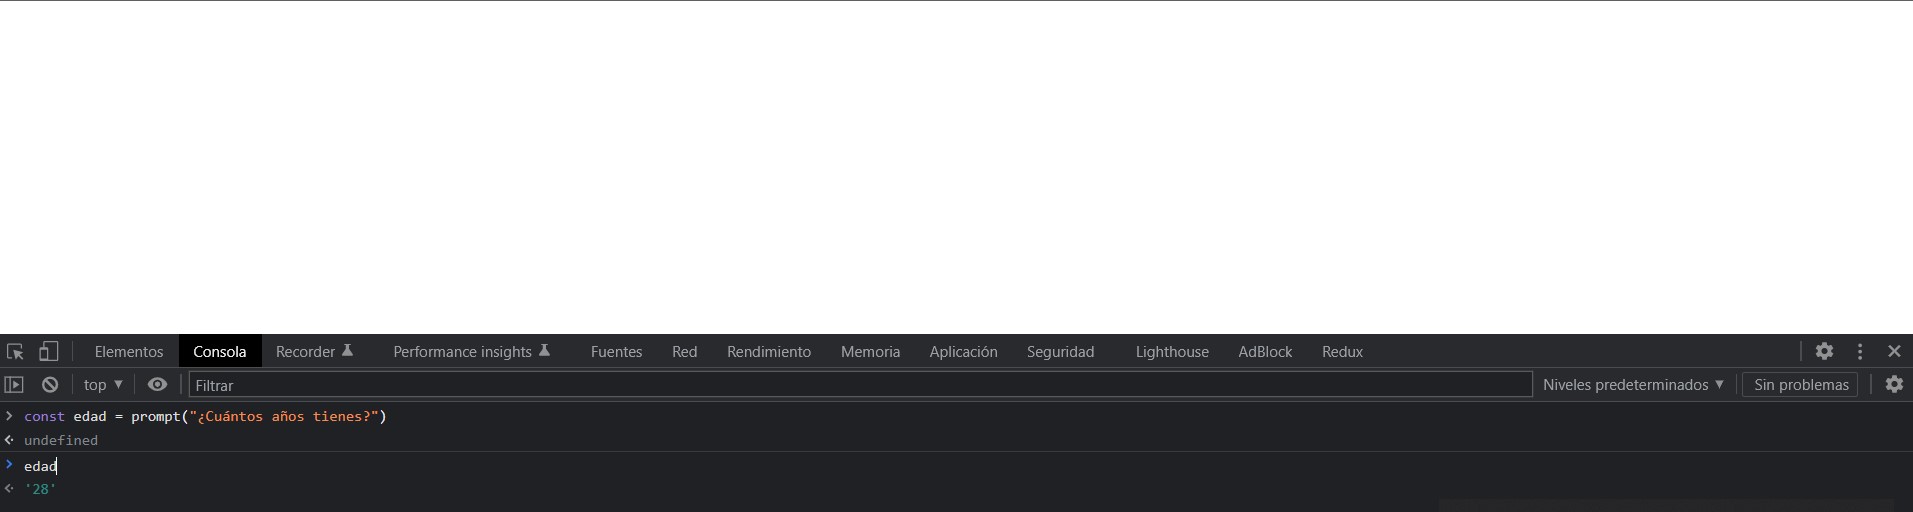 Elementos Consola Recorder Performance insights Fuentes Red Rendimiento Memoria Aplicación Seguridad Lighthouse AdBlock Redux
top ▼ Filtrar Niveles predeterminados ▼ Sin problemas
> const edad = prompt("¿Cuántos años tienes?")
undefined
> edad
'28'